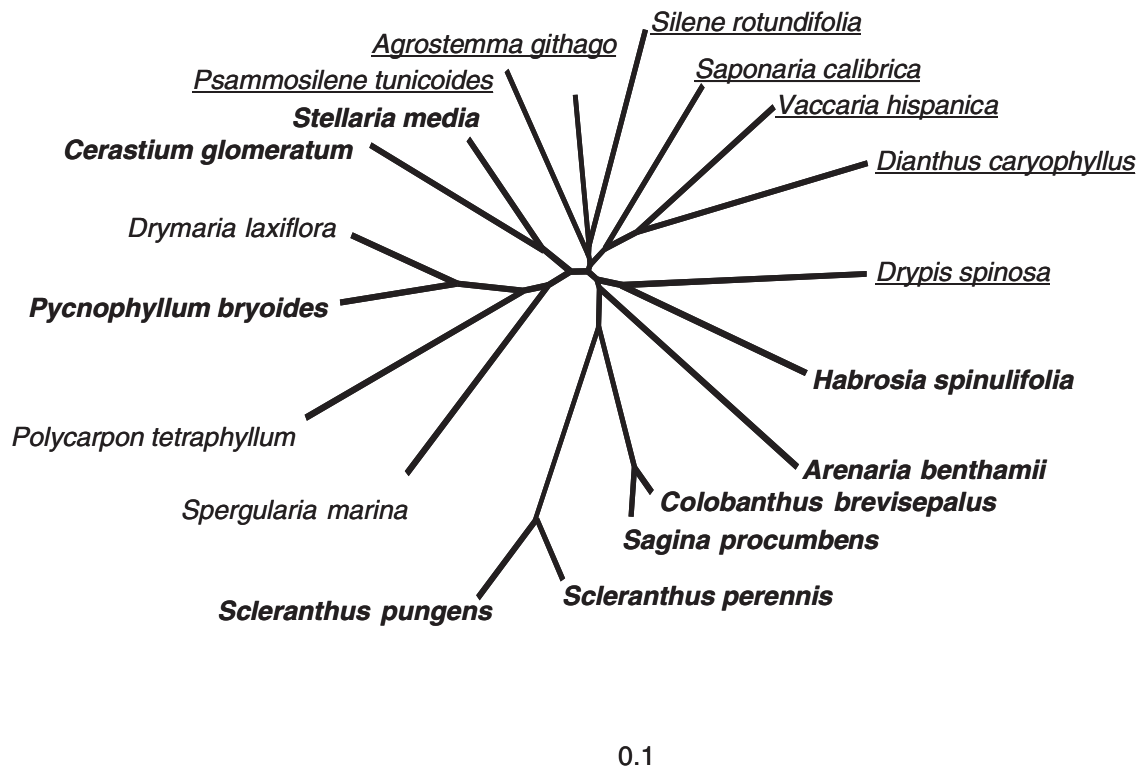 Silene rotundifolia
Agrostemma githago
Saponaria calibrica
Psammosilene tunicoides
Vaccaria hispanica
Stellaria media
Cerastium glomeratum
Dianthus caryophyllus
Drymaria laxiflora
Drypis spinosa
Pycnophyllum bryoides
Habrosia spinulifolia
Polycarpon tetraphyllum
Arenaria benthamii
Colobanthus brevisepalus
Spergularia marina
Sagina procumbens
Scleranthus perennis
Scleranthus pungens
0.1